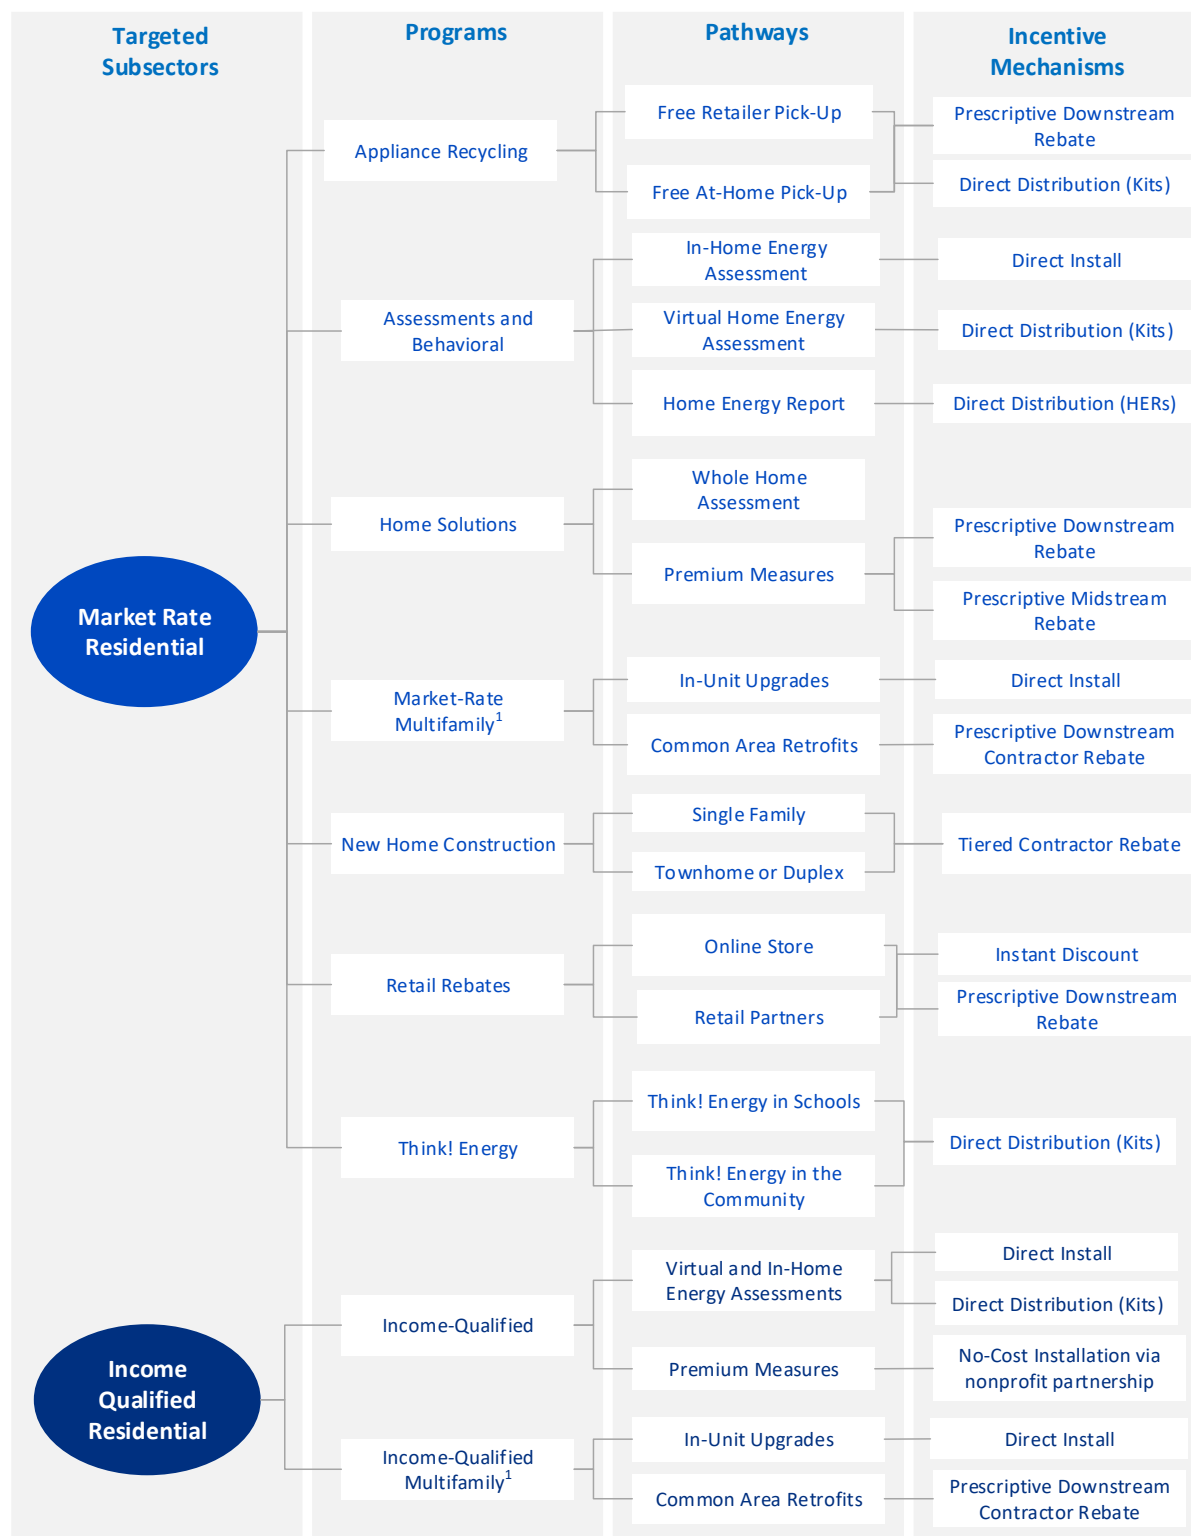 Targeted
Subsectors
Programs
Pathways
Incentive
Mechanisms
Market Rate
Residential
Appliance Recycling
Free Retailer Pick-Up
Free At-Home Pick-Up
Prescriptive Downstream
Rebate
Direct Distribution (Kits)
Assessments and
Behavioral
In-Home Energy
Assessment
Direct Install
Virtual Home Energy
Assessment
Direct Distribution (Kits)
Home Energy Report
Direct Distribution (HERs)
Home Solutions
Whole Home
Assessment
Premium Measures
Prescriptive Downstream
Rebate
Prescriptive Midstream
Rebate
Market-Rate
Multifamily1
In-Unit Upgrades
Direct Install
Common Area Retrofits
Prescriptive Downstream
Contractor Rebate
New Home Construction
Single Family
Townhome or Duplex
Tiered Contractor Rebate
Retail Rebates
Online Store
Retail Partners
Instant Discount
Prescriptive Downstream
Rebate
Think! Energy
Think! Energy in Schools
Think! Energy in the
Community
Direct Distribution (Kits)
Income
Qualified
Residential
Income-Qualified
Virtual and In-Home
Energy Assessments
Direct Install
Direct Distribution (Kits)
Premium Measures
No-Cost Installation via
nonprofit partnership
Income-Qualified
Multifamily1
In-Unit Upgrades
Direct Install
Common Area Retrofits
Prescriptive Downstream
Contractor Rebate